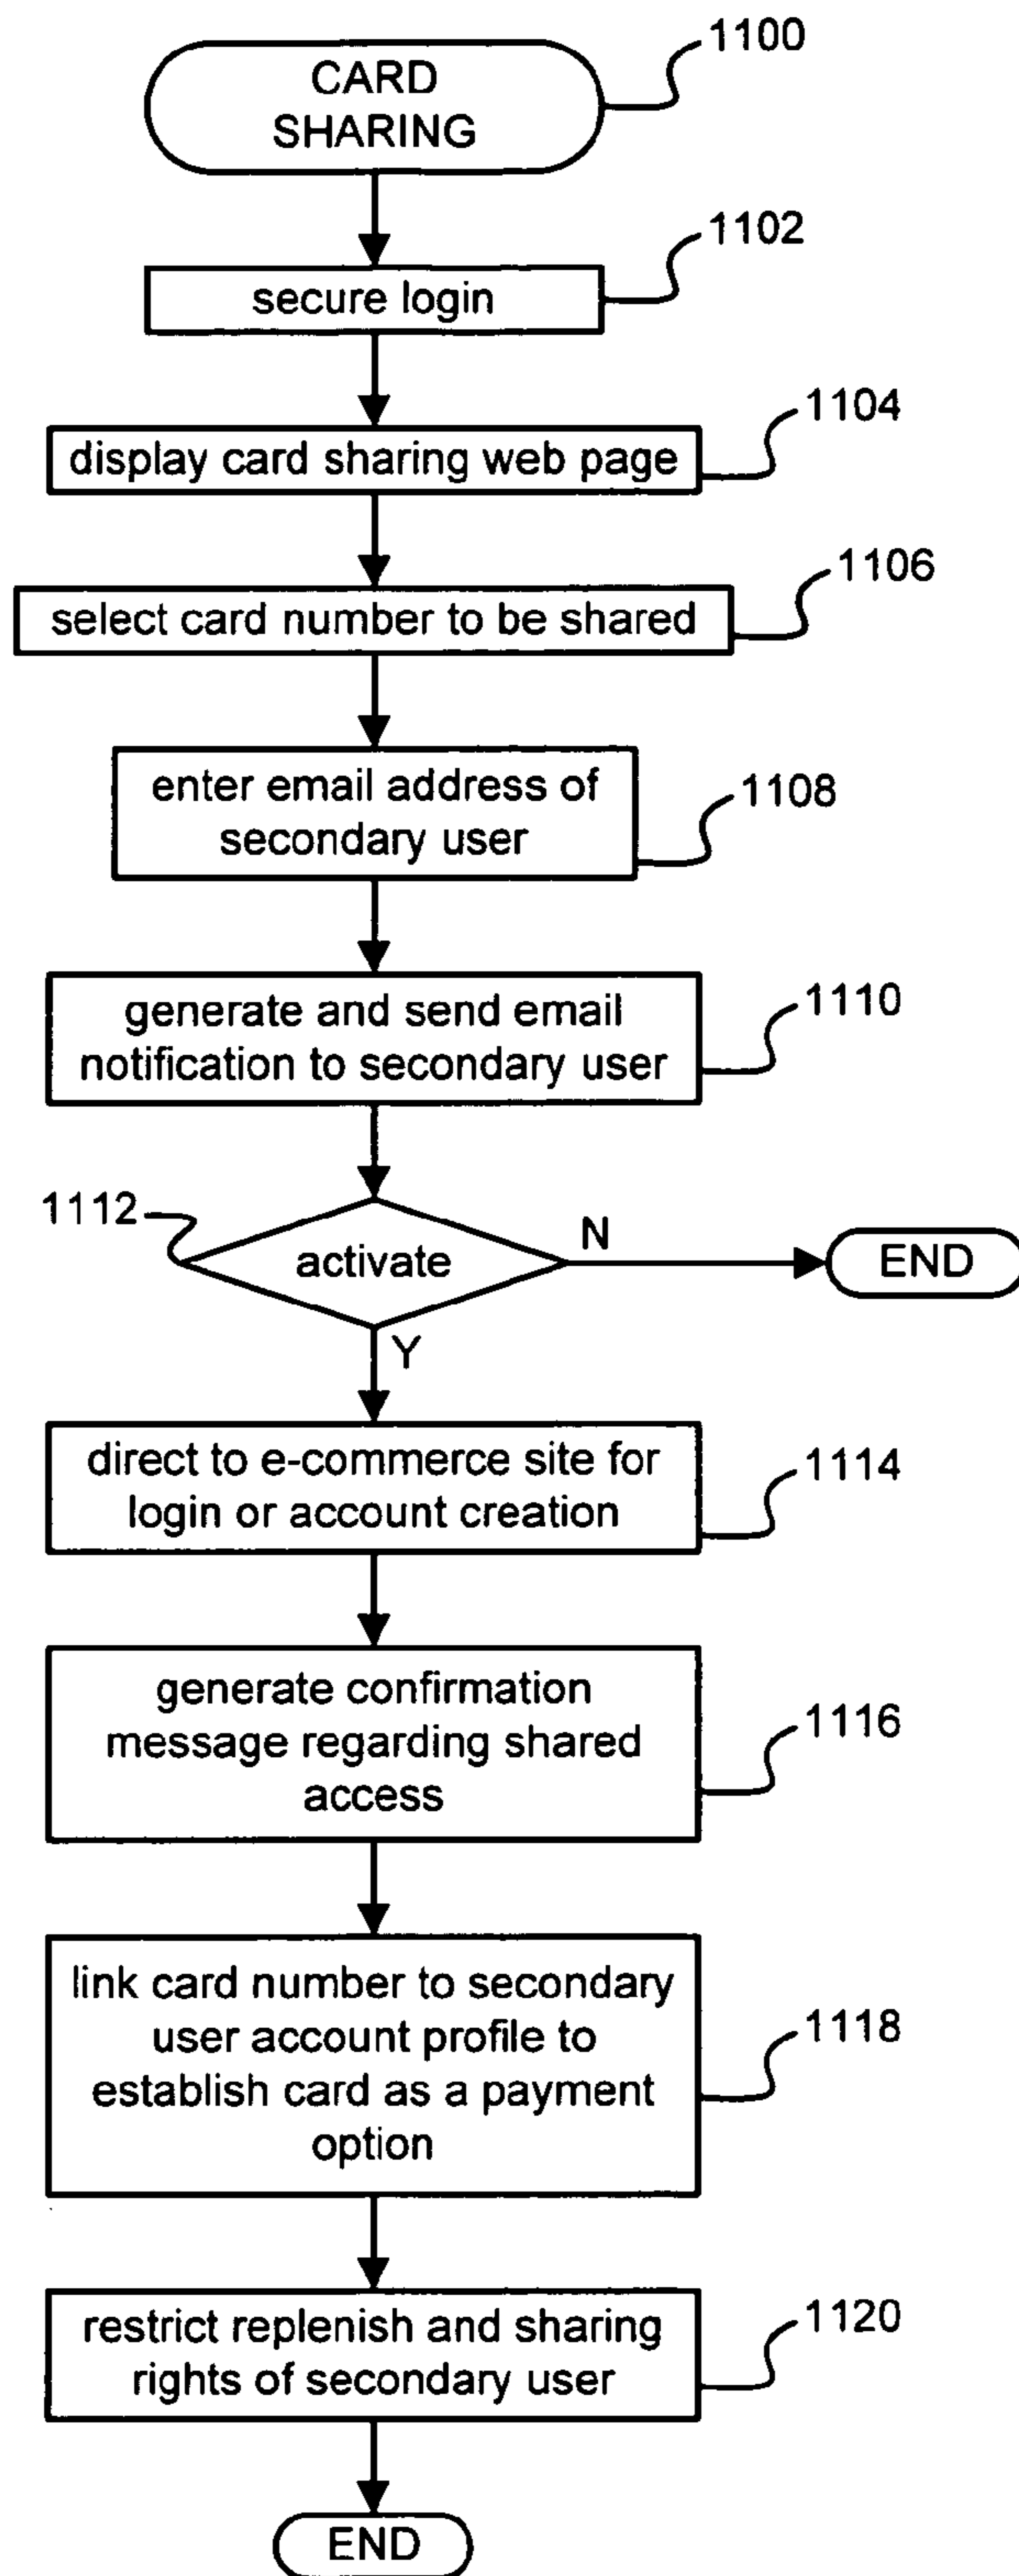 1100
CARD
SHARING
1102
secure login
1104
display card sharing web page
1106
select card number to be shared
enter email address of
secondary user
1108
generate and send email
notification to secondary user
1110
1112
activate
N
END
Y
direct to e-commerce site for
login or account creation
1114
generate confirmation
message regarding shared
access
1116
link card number to secondary
user account profile to
establish card as a payment
option
1118
restrict replenish and sharing
rights of secondary user
1120
END